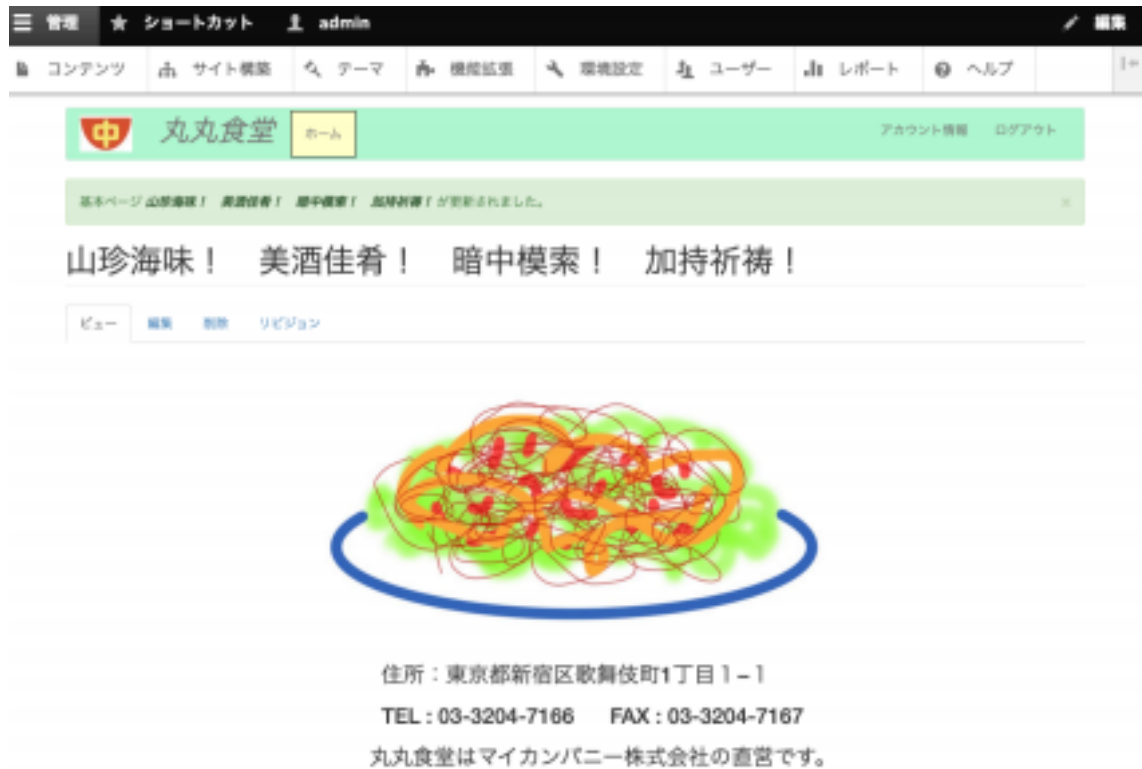 管理 ショートカット admin 編集
コンテンツ サイト構築 テーマ 機能拡張 環境設定 ユーザー レポート ヘルプ
中 丸丸食堂 ホーム アカウント情報 ログアウト
基本ページ 山珍海味！ 美酒佳肴！ 暗中模索！ 加持祈祷！ が更新されました。 ×
山珍海味！ 美酒佳肴！ 暗中模索！ 加持祈祷！
ビュー 編集 削除 リビジョン
住所：東京都新宿区歌舞伎町1丁目１−１
TEL : 03-3204-7166 FAX : 03-3204-7167
丸丸食堂はマイカンパニー株式会社の直営です。